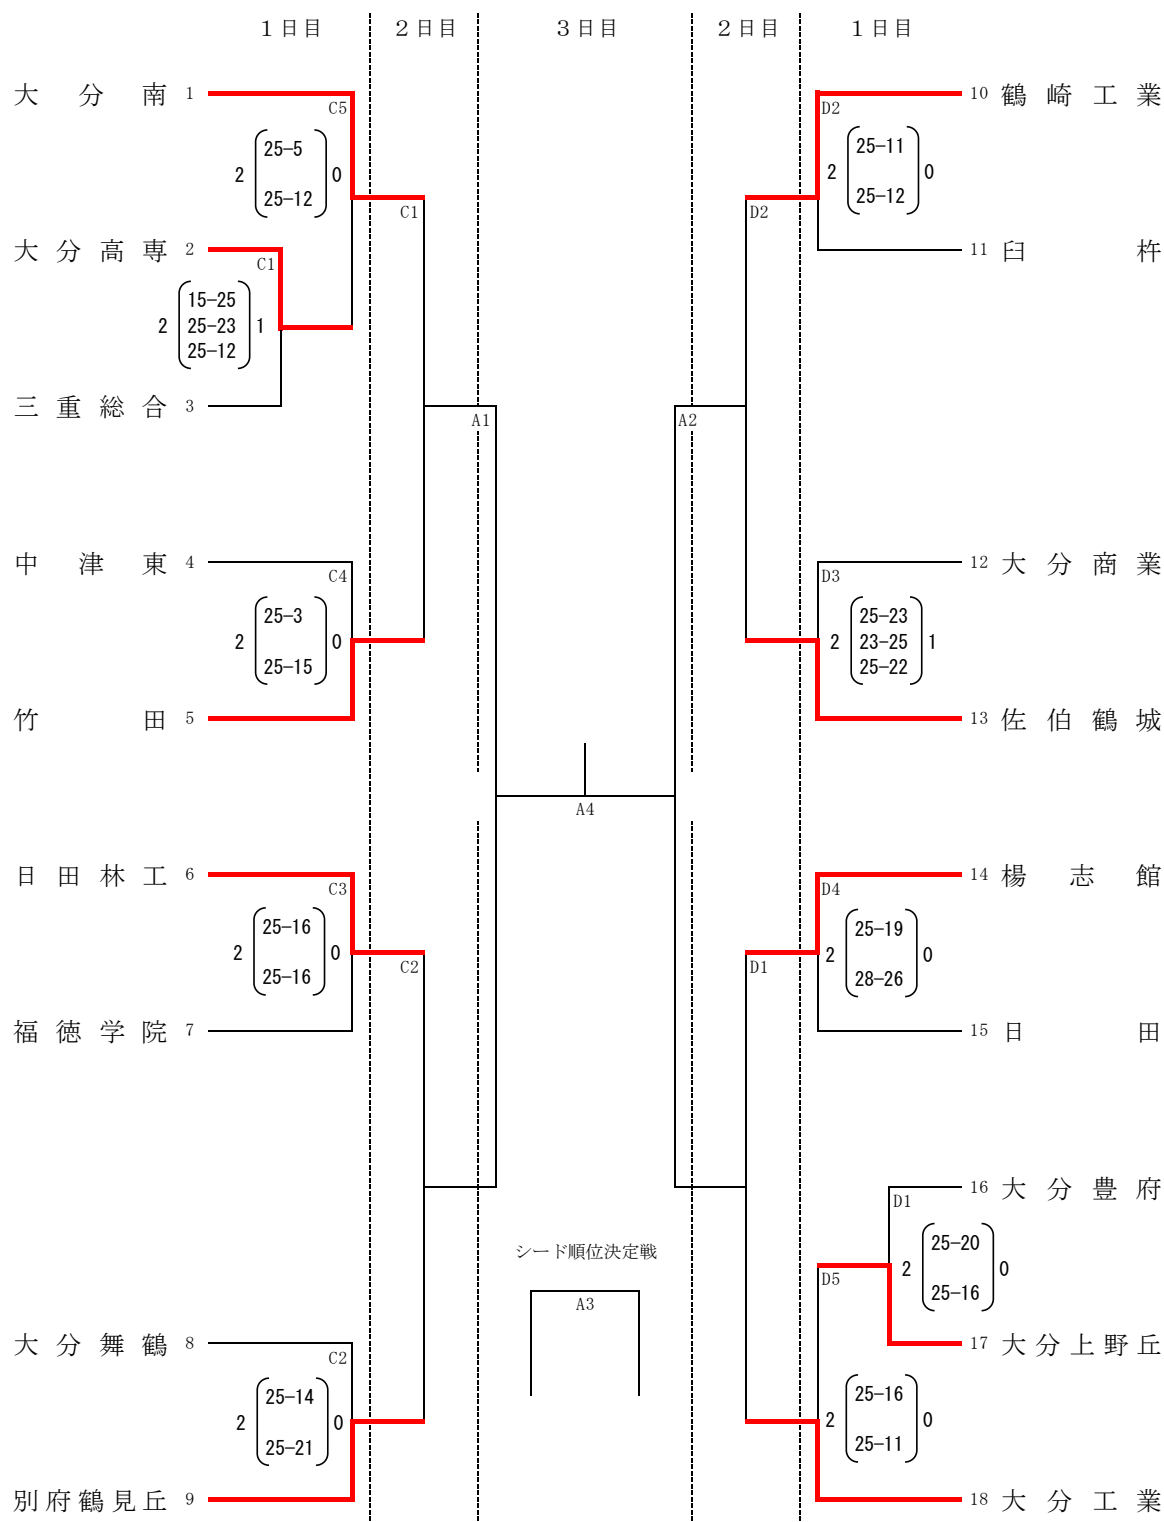 １日目 ２日目 ３日目 ２日目 １日目
大分南 1 C5 D2 10 鶴崎工業
2 25-5 25-12 0
2 25-11 25-12 0
C1 D2
大分高専 2 C1 11 臼杵
2 15-25 25-23 25-12 1
三重総合 3
A1 A2
中津東 4 C4 D3 12 大分商業
2 25-3 25-15 0
2 25-23 23-25 25-22 1
竹田 5 13 佐伯鶴城
A4
日田林工 6 C3 D4 14 楊志館
2 25-16 25-16 0
2 25-19 28-26 0
C2 D1
福徳学院 7 15 日田
D1 16 大分豊府
2 25-20 25-16 0
シード順位決定戦
A3
D5
大分舞鶴 8 C2 17 大分上野丘
2 25-14 25-21 0
2 25-16 25-11 0
別府鶴見丘 9 18 大分工業